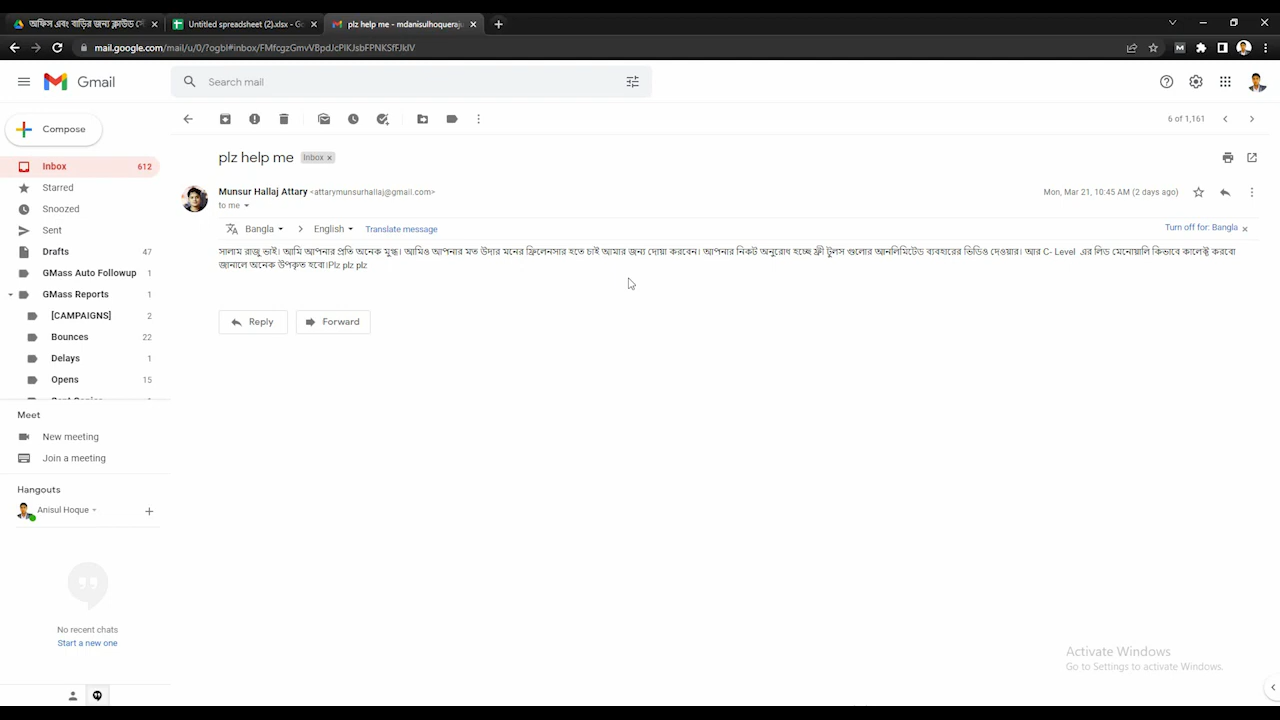 অফিস এবং বাড়ির জন্য ক্লাউড স্টে
Untitled spreadsheet (2).xlsx - Go
plz help me - mdanisulhoqueraju
mail.google.com/mail/u/0/?ogbl#inbox/FMfcgzGmvVBpdJcPlKJsbFPNKSfFJkfV
Gmail
Search mail
6 of 1,161
Compose
plz help me Inbox x
Inbox 612
Starred
Snoozed
Sent
Drafts 47
GMass Auto Followup 1
GMass Reports 1
[CAMPAIGNS] 2
Bounces 22
Delays 1
Opens 15
Munsur Hallaj Attary <attarymunsurhallaj@gmail.com> Mon, Mar 21, 10:45 AM (2 days ago)
to me
Bangla > English Translate message Turn off for: Bangla x
সালাম রাজু ভাই। আমি আপনার প্রতি অনেক মুগ্ধ। আমিও আপনার মত উদার মনের ফ্রিলেনসার হতে চাই আমার জন্য দোয়া করবেন। আপনার নিকট অনুরোধ হচ্ছে ফ্রী টুলস গুলোর আনলিমিটেড ব্যবহারের ভিডিও দেওয়ার। আর C- Level এর লিড মেনোয়ালি কিভাবে কালেক্ট করবো
জানালে অনেক উপকৃত হবো।Plz plz plz
Reply
Forward
Meet
New meeting
Join a meeting
Hangouts
Anisul Hoque
No recent chats
Start a new one
Activate Windows
Go to Settings to activate Windows.